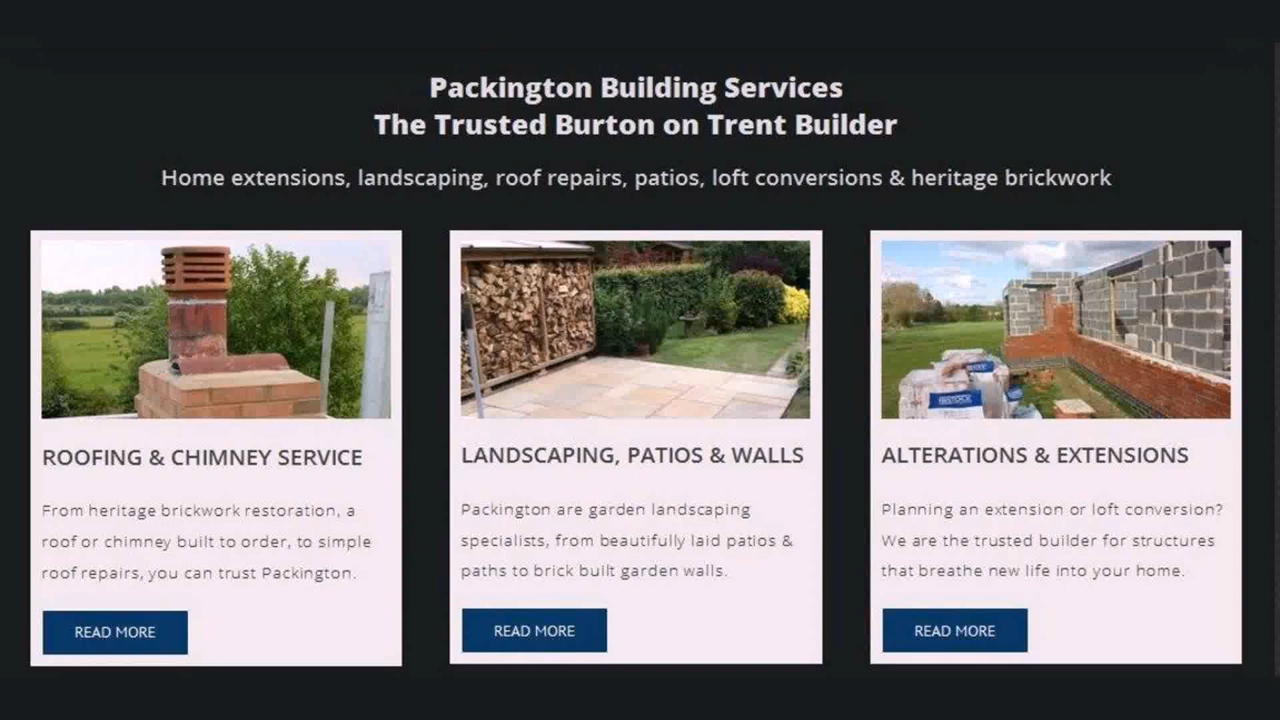 Packington Building Services
The Trusted Burton on Trent Builder
Home extensions, landscaping, roof repairs, patios, loft conversions & heritage brickwork
ROOFING & CHIMNEY SERVICE
From heritage brickwork restoration, a
roof or chimney built to order, to simple
roof repairs, you can trust Packington.
READ MORE
LANDSCAPING, PATIOS & WALLS
Packington are garden landscaping
specialists, from beautifully laid patios &
paths to brick built garden walls.
READ MORE
ALTERATIONS & EXTENSIONS
Planning an extension or loft conversion?
We are the trusted builder for structures
that breathe new life into your home.
READ MORE